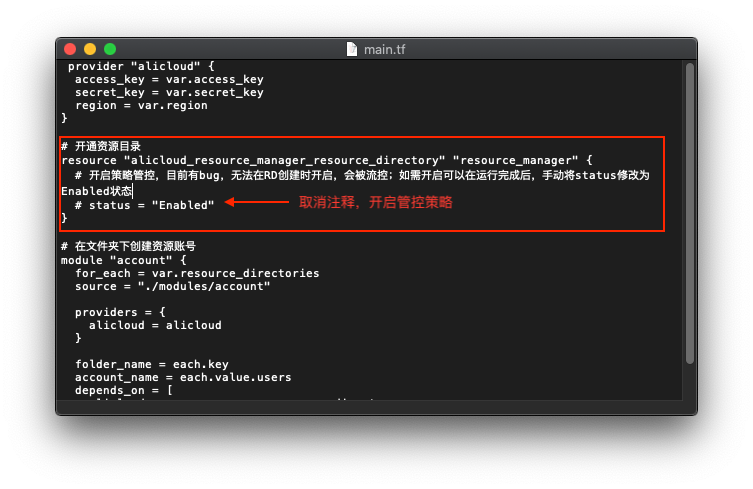 main.tf
provider "alicloud" {
access_key = var.access_key
secret_key = var.secret_key
region = var.region
}
# 开通资源目录
resource "alicloud_resource_manager_resource_directory" "resource_manager" {
# 开启策略管控，目前有bug，无法在RD创建时开启，会被流控；如需开启可以在运行完成后，手动将status修改为
Enabled状态
# status = "Enabled" 取消注释，开启管控策略
}
# 在文件夹下创建资源账号
module "account" {
for_each = var.resource_directories
source = "./modules/account"
providers = {
alicloud = alicloud
}
folder_name = each.key
account_name = each.value.users
depends_on = [